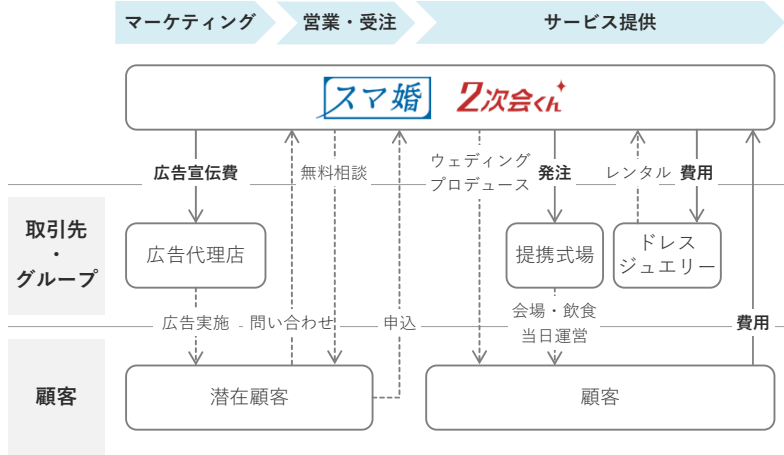 マーケティング
営業・受注
サービス提供
スマ婚
2次会くん
広告宣伝費
無料相談
ウェディング
プロデュース
発注
レンタル
費用
取引先
・
グループ
広告代理店
提携式場
ドレス
ジュエリー
広告実施
問い合わせ
申込
会場・飲食
当日運営
費用
顧客
潜在顧客
顧客